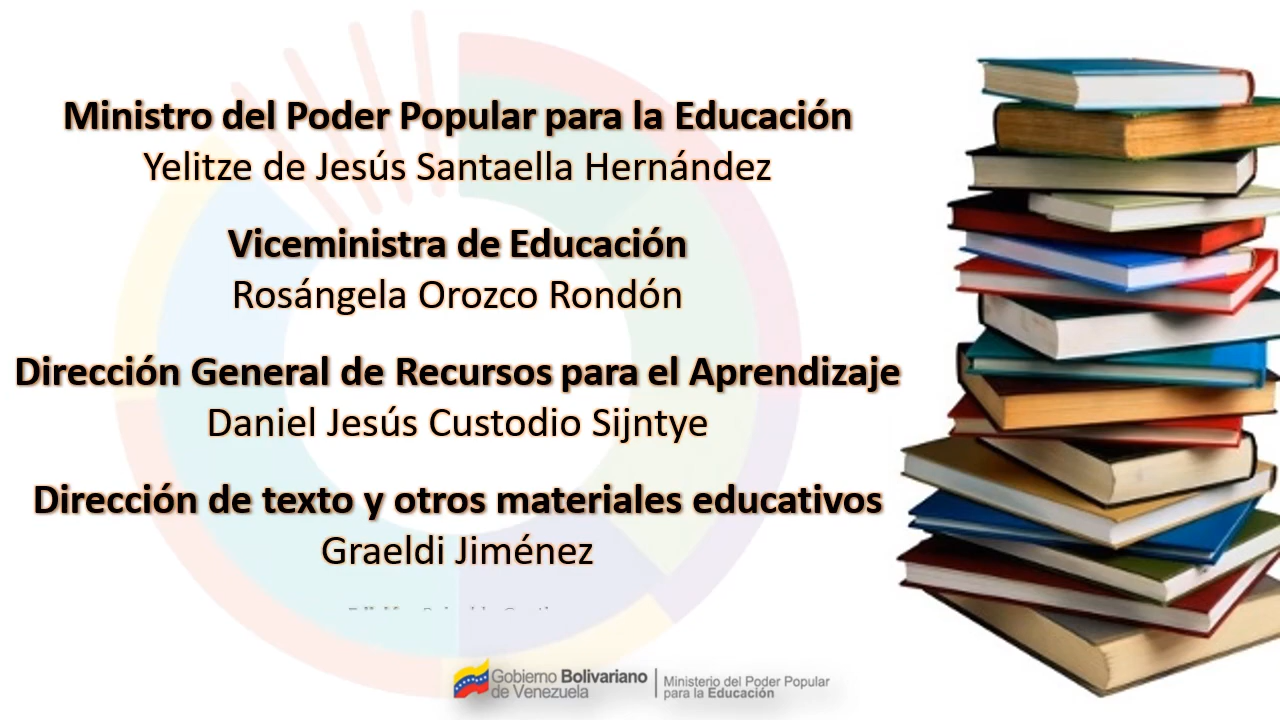 Ministro del Poder Popular para la Educación
Yelitze de Jesús Santaella Hernández
Viceministra de Educación
Rosángela Orozco Rondón
Dirección General de Recursos para el Aprendizaje
Daniel Jesús Custodio Sijntye
Dirección de texto y otros materiales educativos
Graeldi Jiménez
Gobierno Bolivariano
de Venezuela
Ministerio del Poder Popular
para la Educación